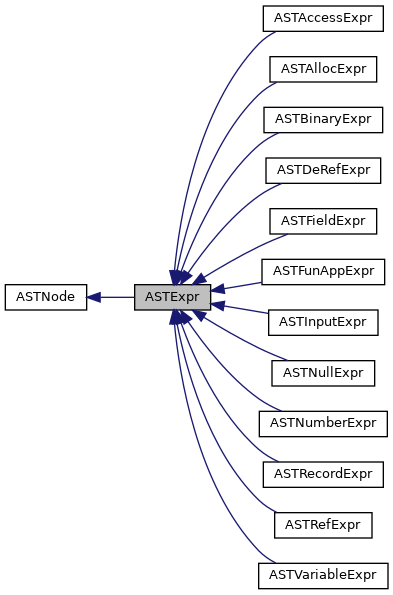 ASTAccessExpr
ASTAllocExpr
ASTBinaryExpr
ASTDeRefExpr
ASTFieldExpr
ASTFunAppExpr
ASTNode
ASTExpr
ASTInputExpr
ASTNullExpr
ASTNumberExpr
ASTRecordExpr
ASTRefExpr
ASTVariableExpr